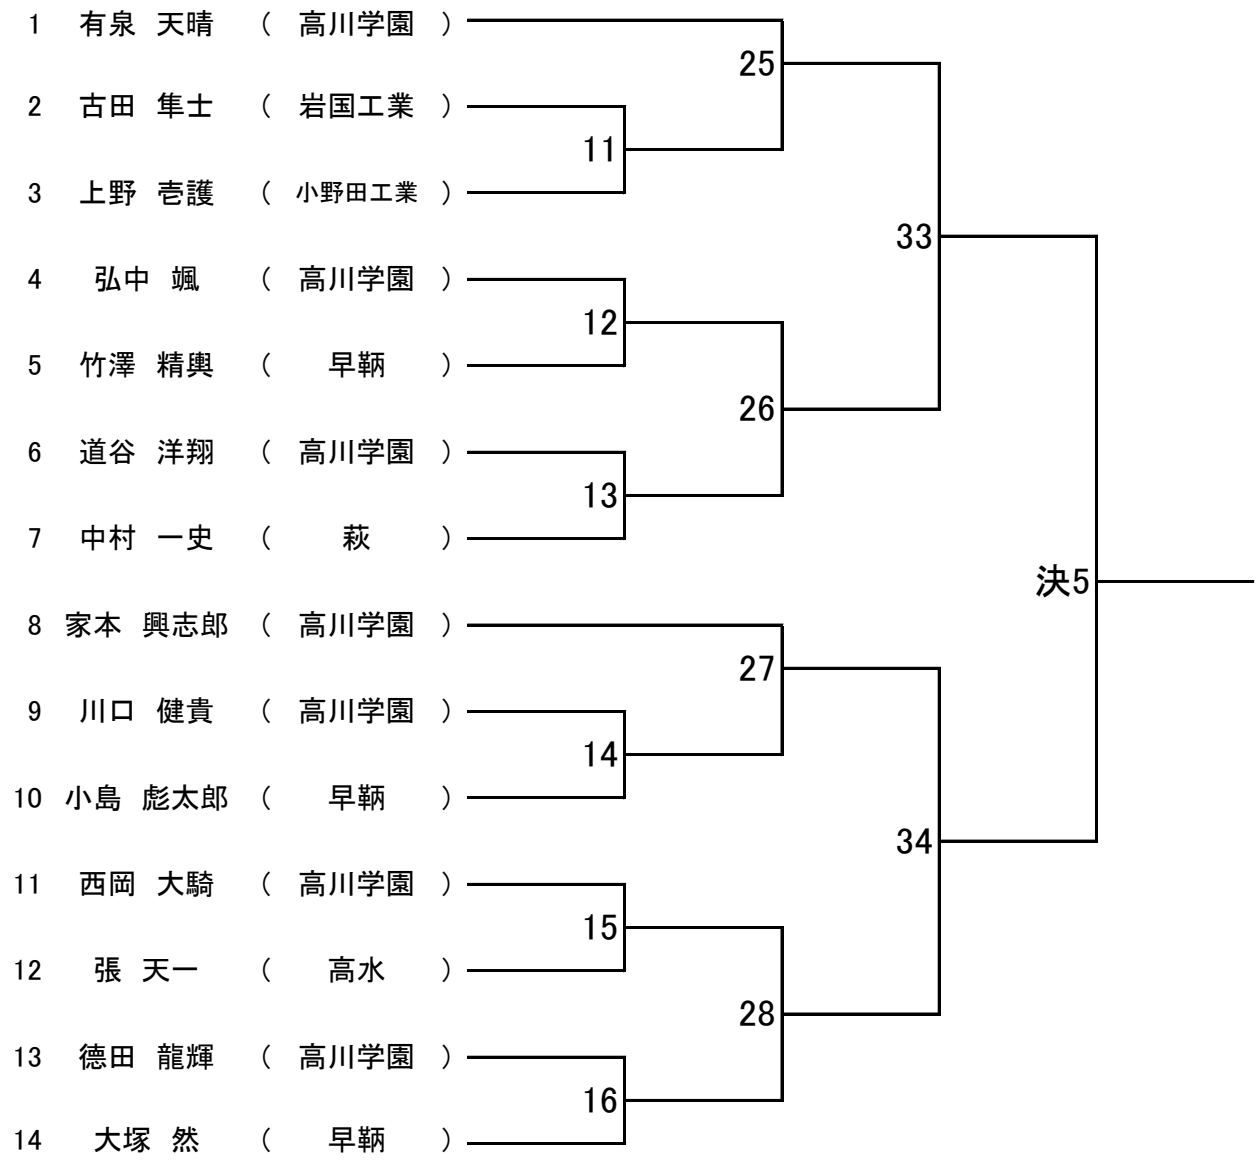 1 有泉 天晴 ( 高川学園 )
25
2 古田 隼士 ( 岩国工業 )
11
3 上野 壱護 ( 小野田工業 )
33
4 弘中 颯 ( 高川学園 )
12
5 竹澤 精輿 ( 早鞆 )
26
6 道谷 洋翔 ( 高川学園 )
13
7 中村 一史 ( 萩 )
決5
8 家本 興志郎 ( 高川学園 )
27
9 川口 健貴 ( 高川学園 )
14
10 小島 彪太郎 ( 早鞆 )
34
11 西岡 大騎 ( 高川学園 )
15
12 張 天一 ( 高水 )
28
13 德田 龍輝 ( 高川学園 )
16
14 大塚 然 ( 早鞆 )